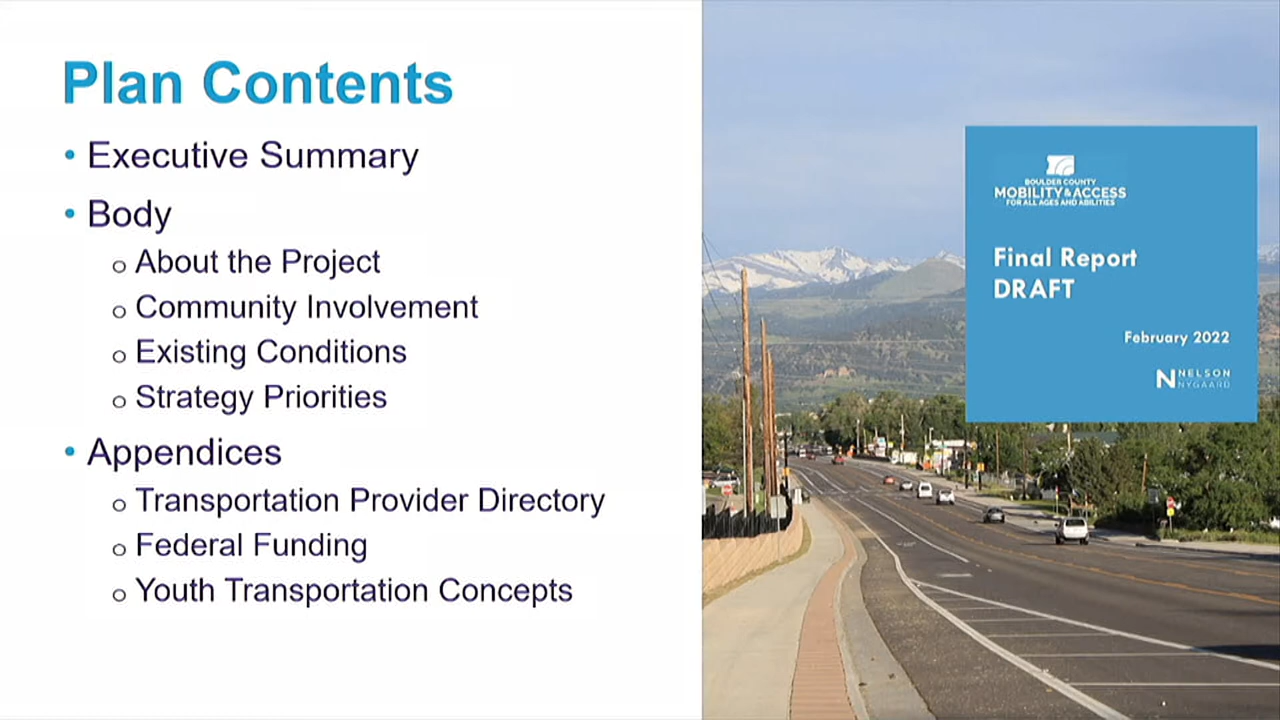 Plan Contents
• Executive Summary
• Body
o About the Project
o Community Involvement
o Existing Conditions
o Strategy Priorities
• Appendices
o Transportation Provider Directory
o Federal Funding
o Youth Transportation Concepts
BOULDER COUNTY
MOBILITY & ACCESS
FOR ALL AGES AND ABILITIES
Final Report
DRAFT
February 2022
NELSON
NYGAARD